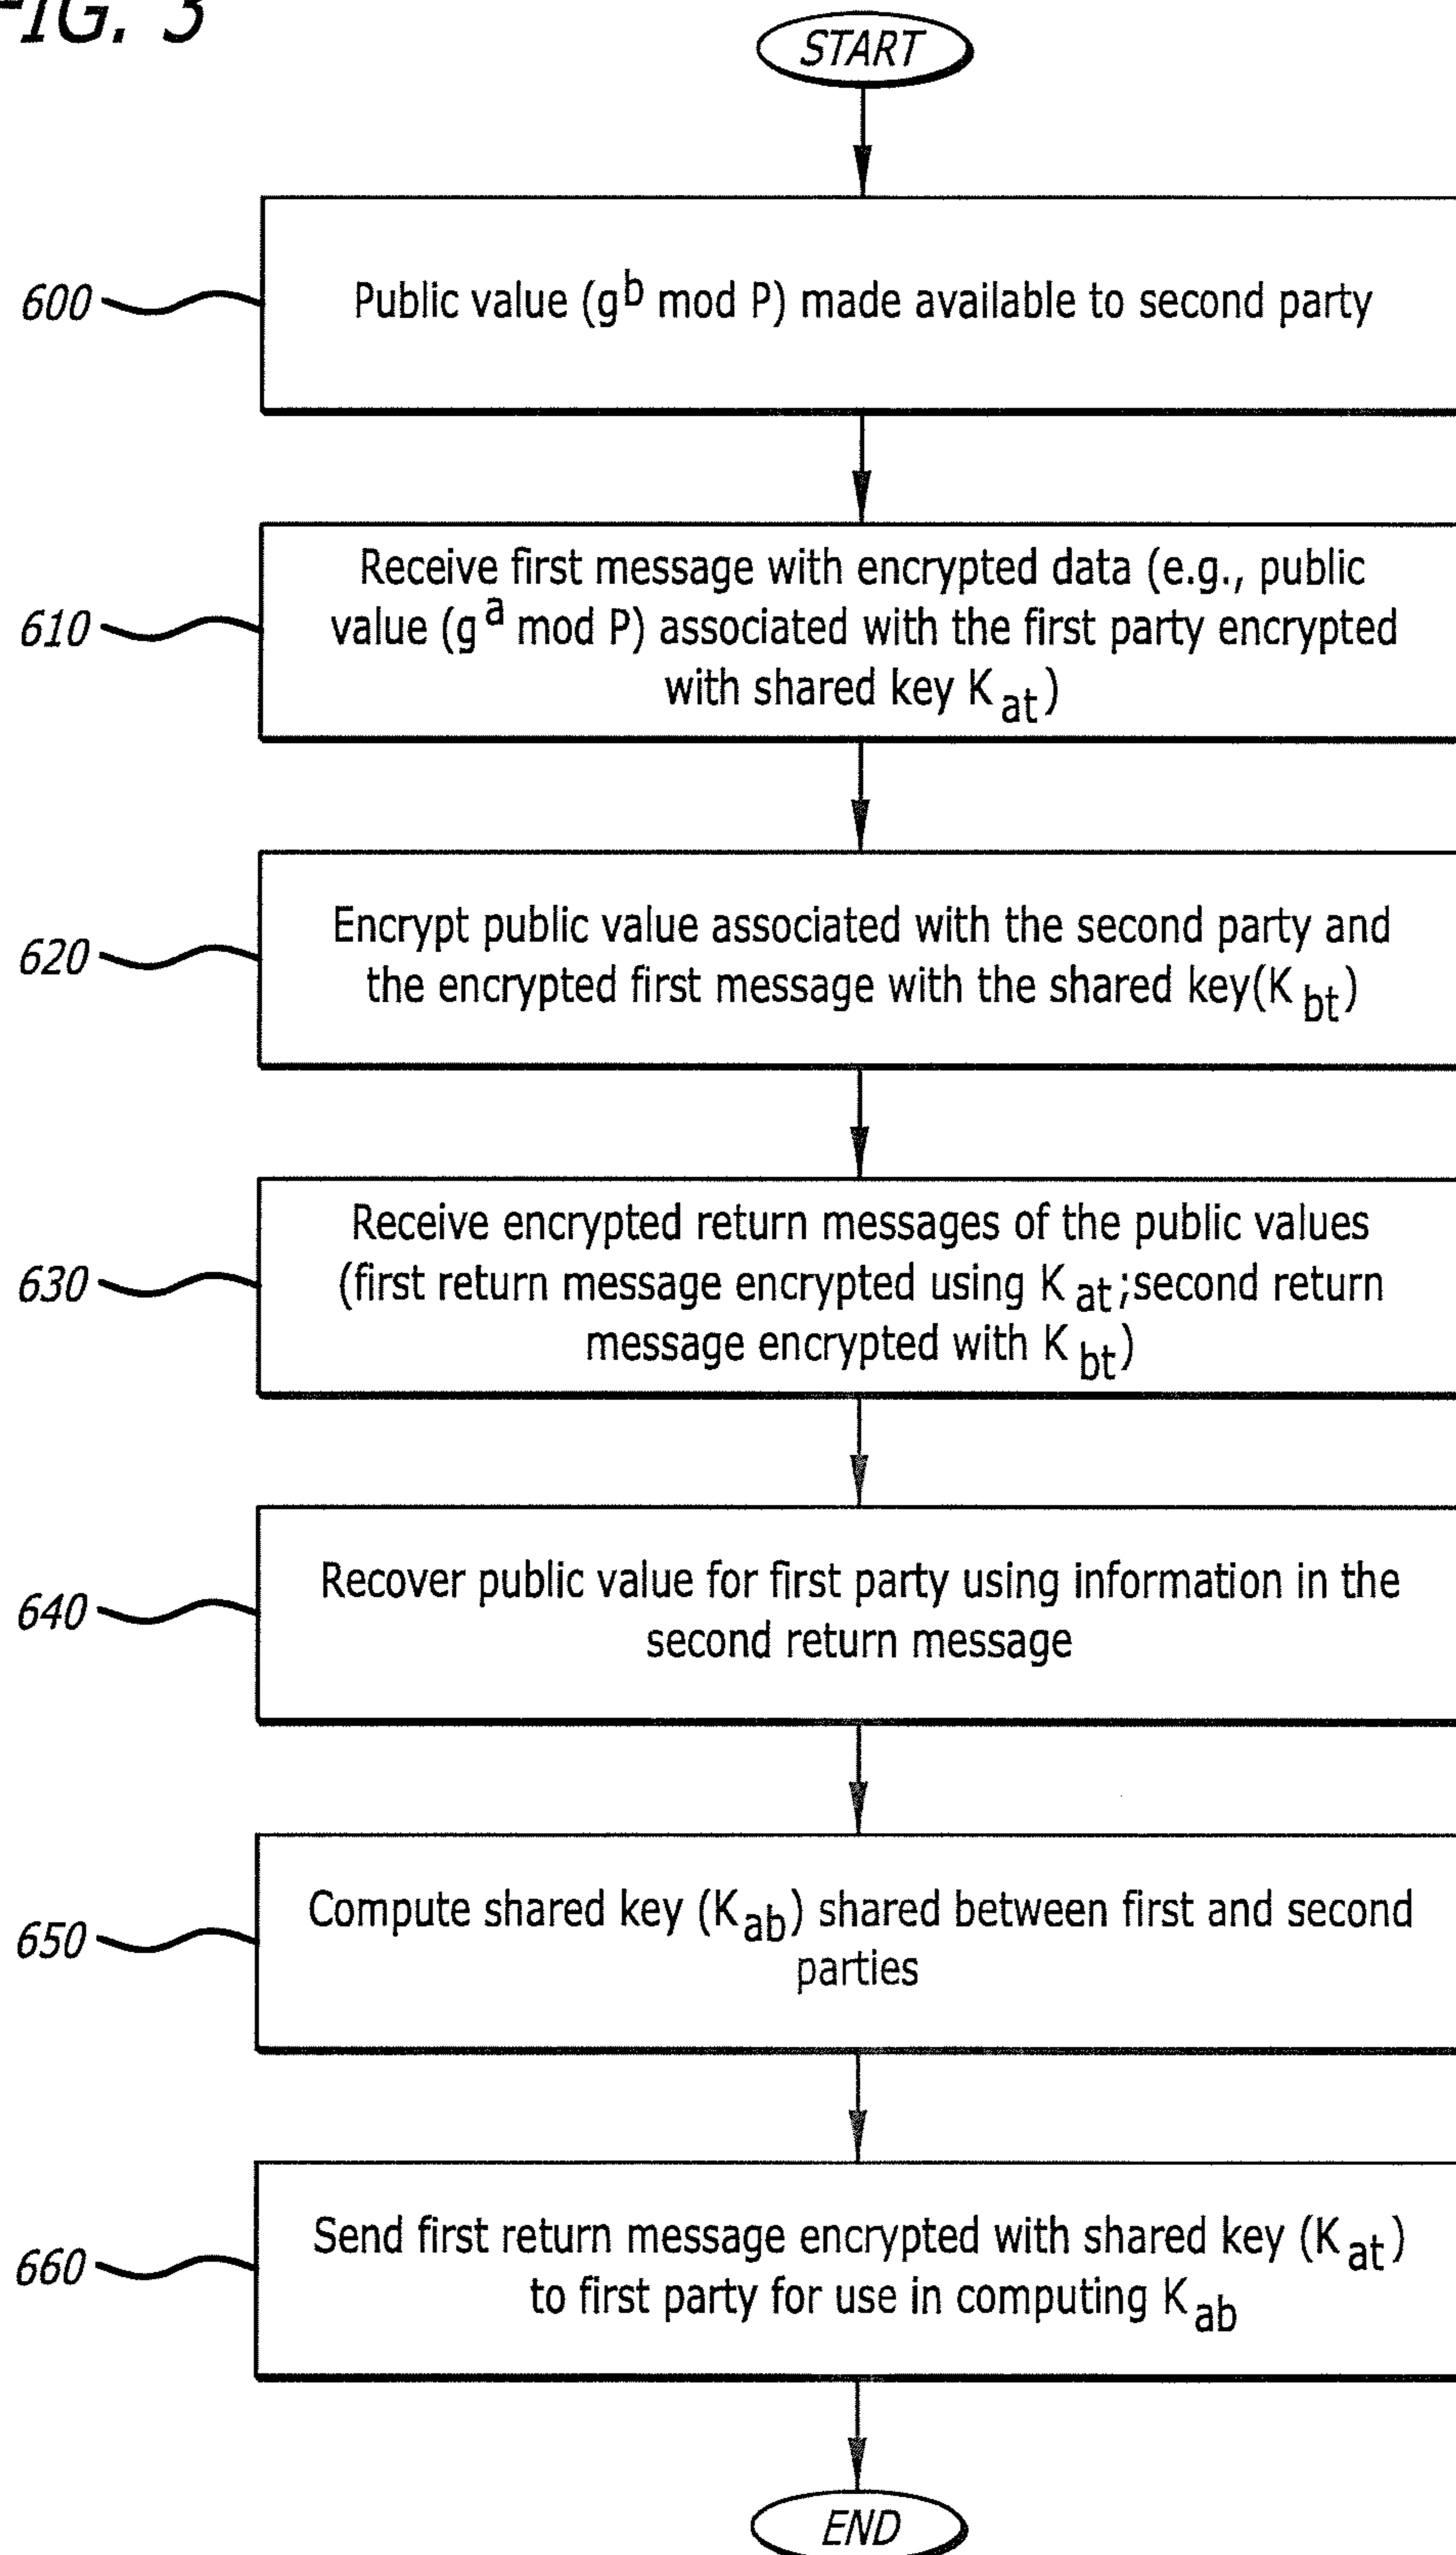 FIG. 3
START
600
Public value (g^b mod P) made available to second party
610
Receive first message with encrypted data (e.g., public
value (g^a mod P) associated with the first party encrypted
with shared key K_at)
620
Encrypt public value associated with the second party and
the encrypted first message with the shared key(K_bt)
630
Receive encrypted return messages of the public values
(first return message encrypted using K_at;second return
message encrypted with K_bt)
640
Recover public value for first party using information in the
second return message
650
Compute shared key (K_ab) shared between first and second
parties
660
Send first return message encrypted with shared key (K_at)
to first party for use in computing K_ab
END